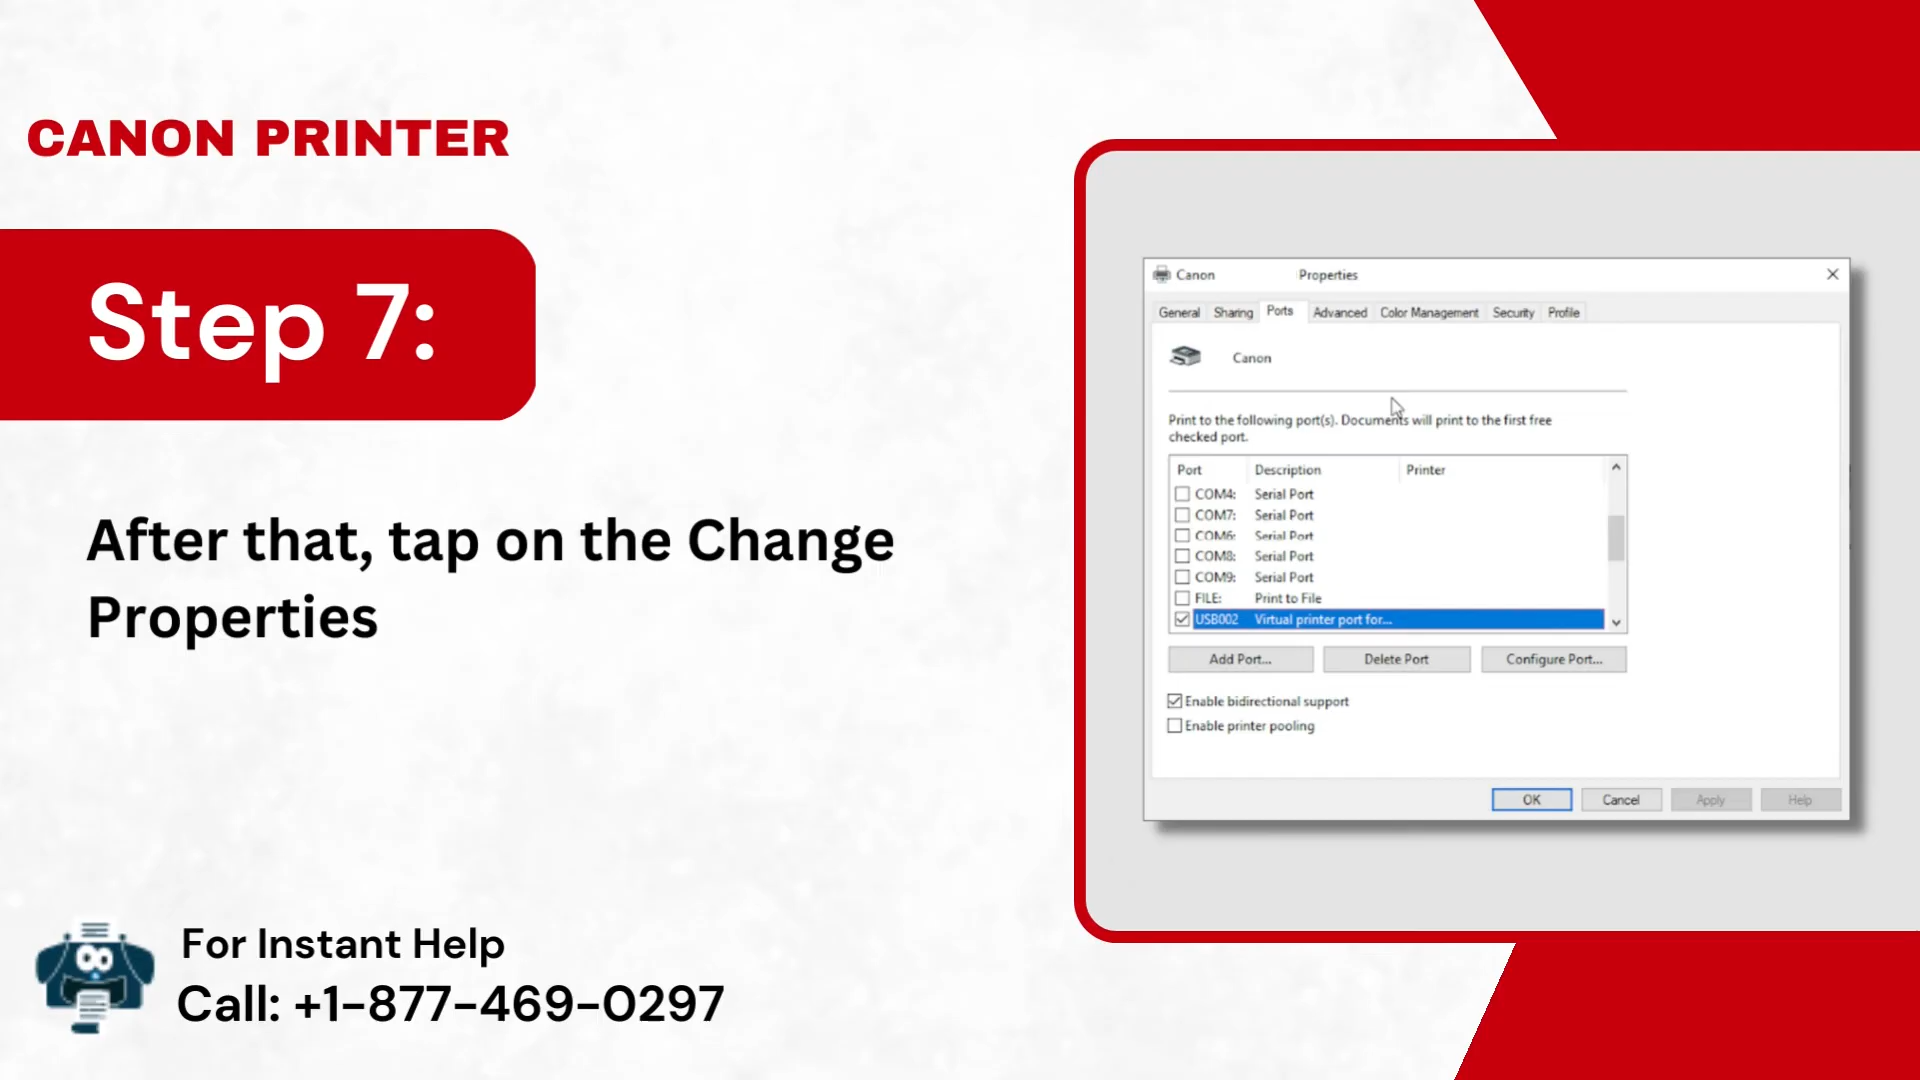 CANON PRINTER
Step 7:
After that, tap on the Change
Properties
For Instant Help
Call: +1-877-469-0297
Canon Properties
General Sharing Ports Advanced Color Management Security Profile
Canon
Print to the following port(s). Documents will print to the first free
checked port.
Port Description Printer
COM4: Serial Port
COM7: Serial Port
COM6: Serial Port
COM8: Serial Port
COM9: Serial Port
FILE: Print to File
USB002 Virtual printer port for...
Add Port... Delete Port Configure Port...
Enable bidirectional support
Enable printer pooling
OK Cancel Apply Help